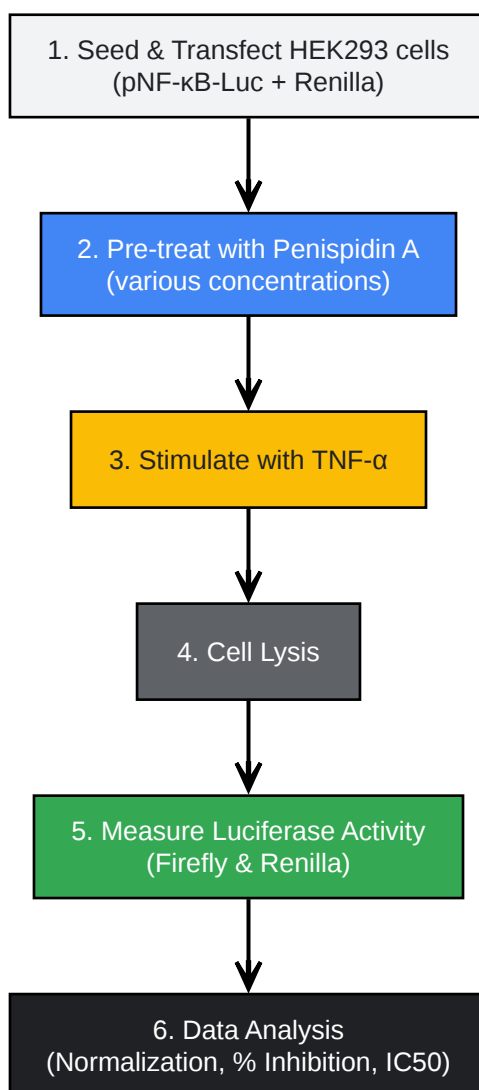 1. Seed & Transfect HEK293 cells
(pNF-κB-Luc + Renilla)
2. Pre-treat with Penispidin A
(various concentrations)
3. Stimulate with TNF-α
4. Cell Lysis
5. Measure Luciferase Activity
(Firefly & Renilla)
6. Data Analysis
(Normalization, % Inhibition, IC50)